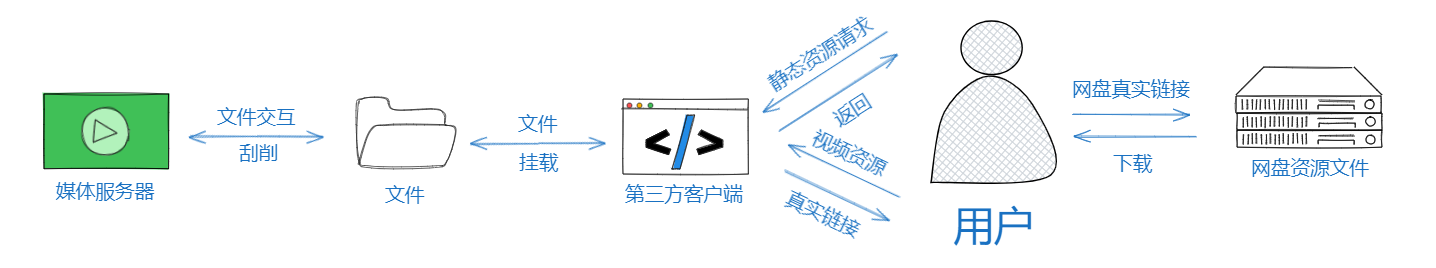 文件交互
刮削
媒体服务器
文件
文件
挂载
第三方客户端
静态资源请求
返回
视频资源
真实链接
用户
网盘真实链接
下载
网盘资源文件